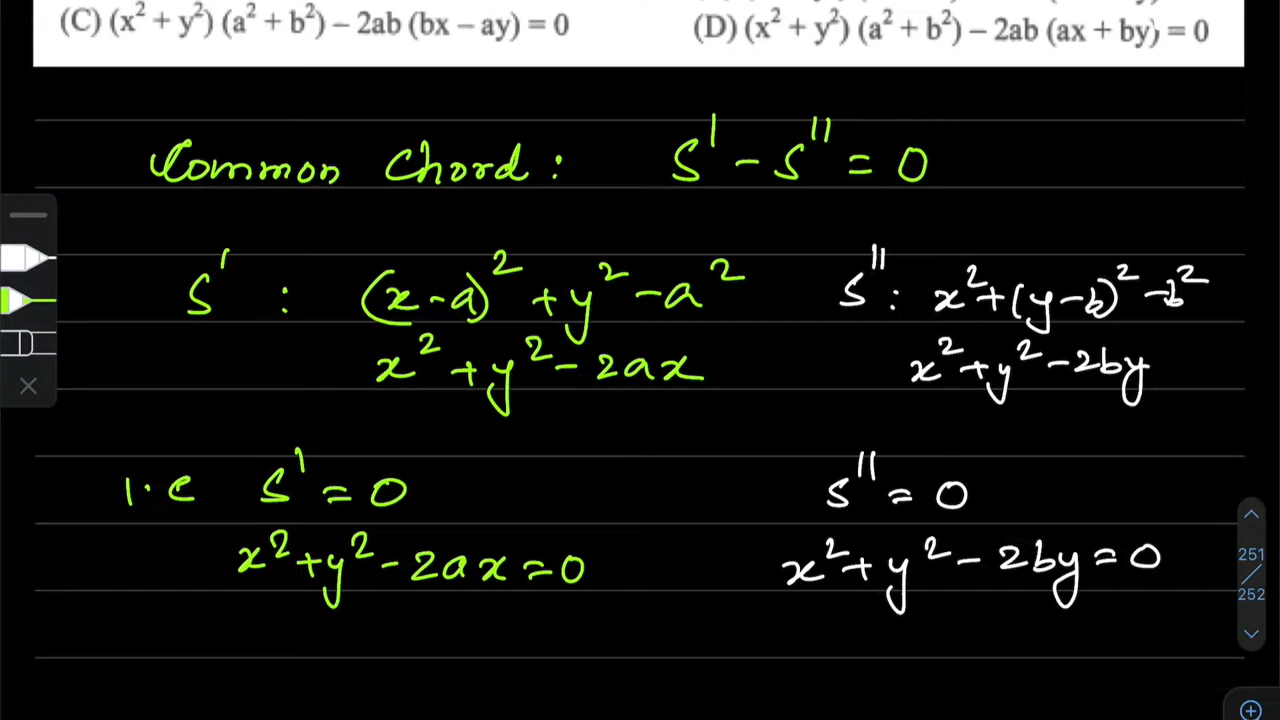 (C) (x² + y²) (a² + b²) – 2ab (bx – ay) = 0
(D) (x² + y²) (a² + b²) – 2ab (ax + by) = 0
Common Chord : S' - S'' = 0
S' : (x-a)² + y² - a²
x² + y² - 2ax
S'' : x² + (y-b)² - b²
x² + y² - 2by
i.e S' = 0
x² + y² - 2ax = 0
S'' = 0
x² + y² - 2by = 0
251
/
252